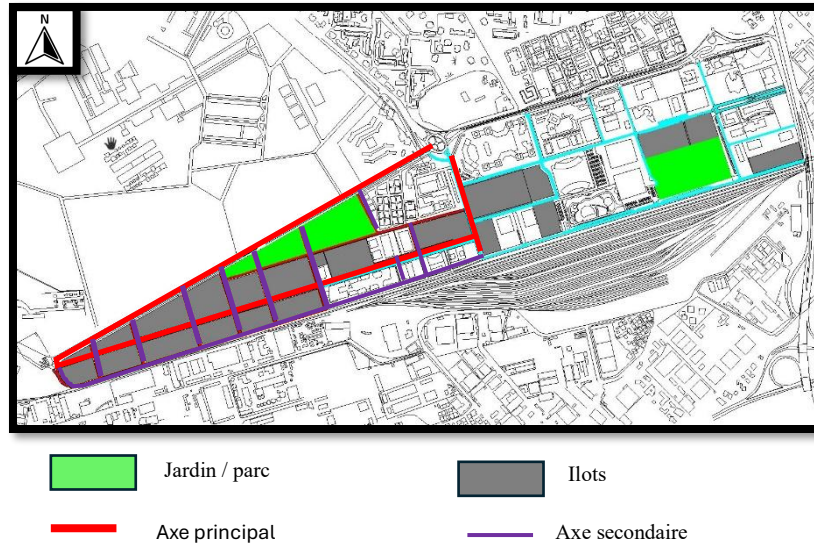 N
Jardin / parc
Ilots
Axe principal
Axe secondaire